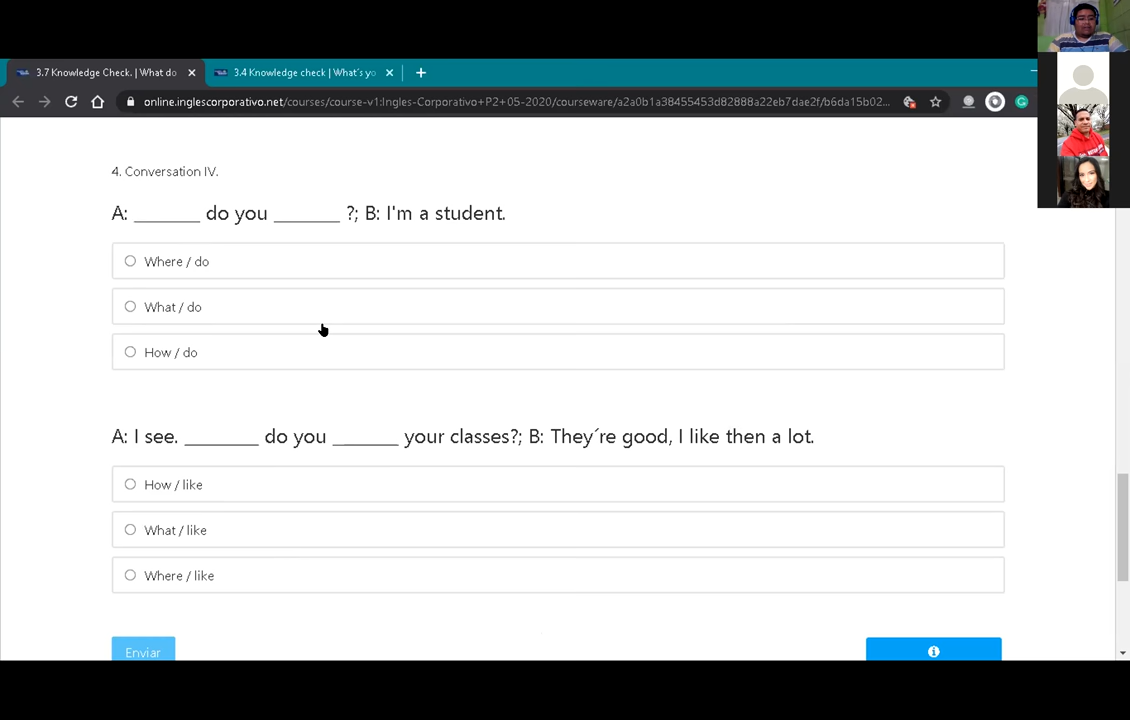 3.7 Knowledge Check. | What do
3.4 Knowledge check | What's yo
online.inglescorporativo.net/courses/course-v1:Ingles-Corporativo+P2+05-2020/courseware/a2a0b1a38455453d82888a22eb7dae2f/b6da15b02...
4. Conversation IV.
A: _______ do you _______ ?; B: I'm a student.
Where / do
What / do
How / do
A: I see. ________ do you _______ your classes?; B: They´re good, I like then a lot.
How / like
What / like
Where / like
Enviar